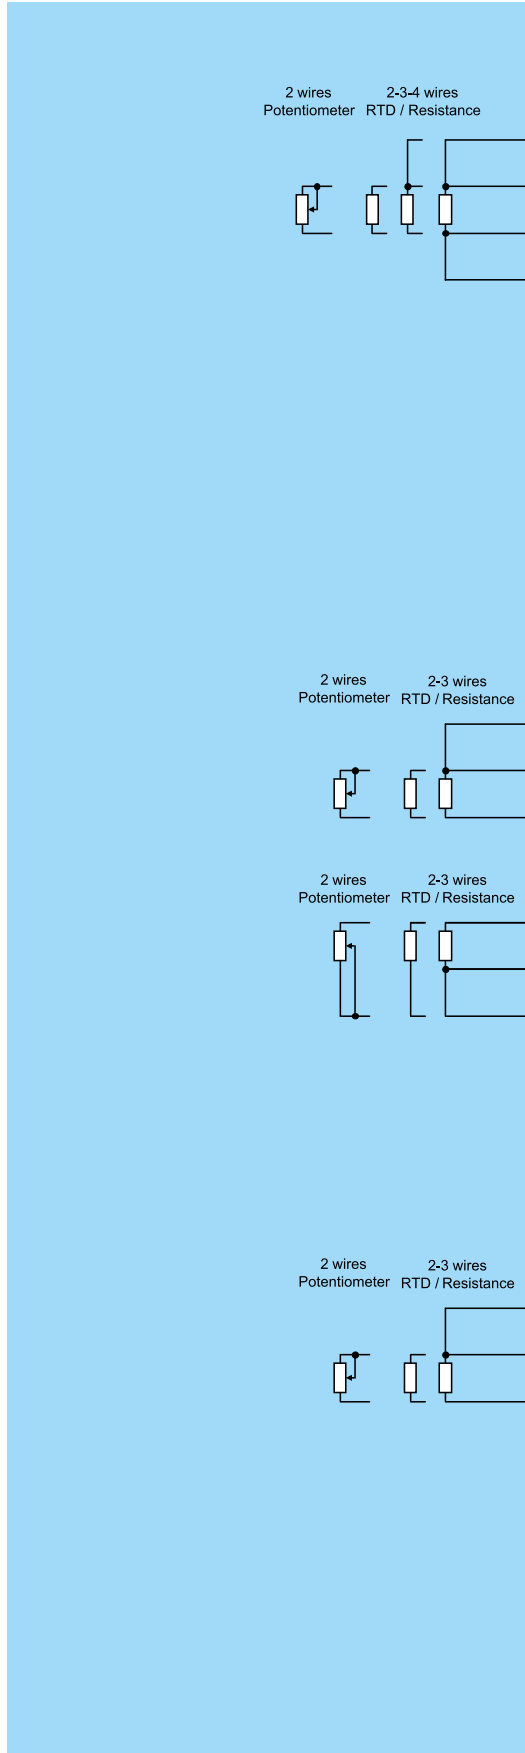 2 wires
Potentiometer
2-3-4 wires
RTD / Resistance
2 wires
Potentiometer
2-3 wires
RTD / Resistance
2 wires
Potentiometer
2-3 wires
RTD / Resistance
2 wires
Potentiometer
2-3 wires
RTD / Resistance